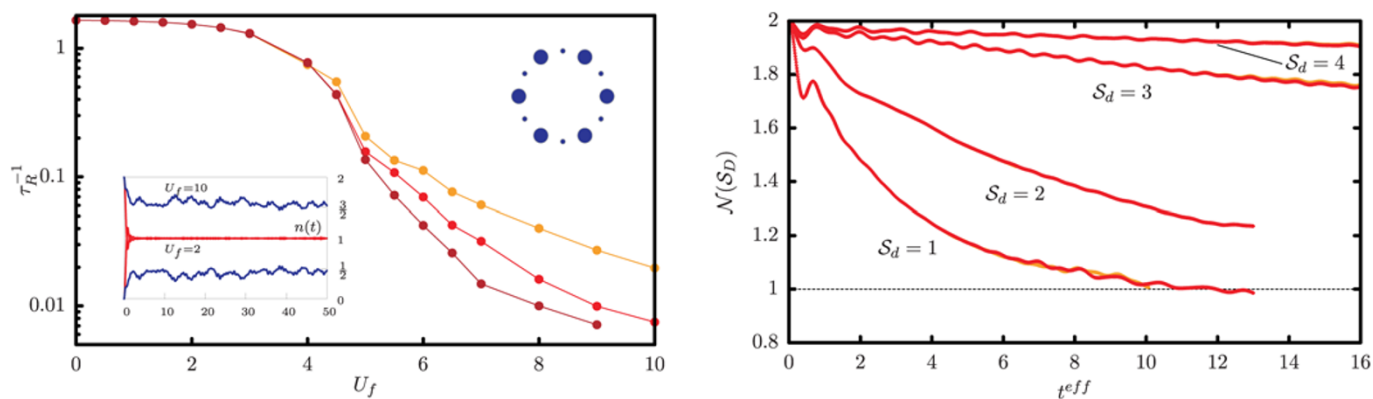 1
0.1
0.01
τ_R^{-1}
0 2 4 6 8 10
U_f
U_f=10
n(t)
U_f=2
2
3/2
1
1/2
0
0 10 20 30 40 50
2
1.8
1.6
1.4
1.2
1
0.8
N(S_D)
S_d = 4
S_d = 3
S_d = 2
S_d = 1
0 2 4 6 8 10 12 14 16
t^{eff}